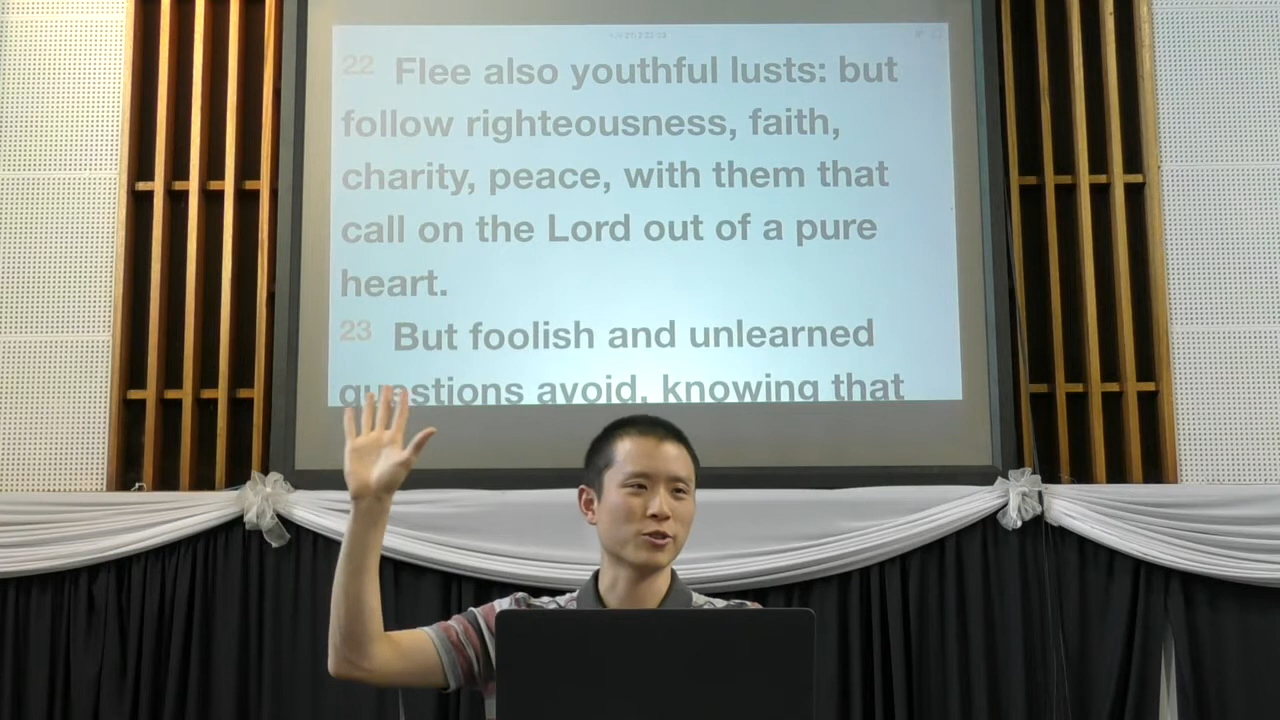 22 Flee also youthful lusts: but
follow righteousness, faith,
charity, peace, with them that
call on the Lord out of a pure
heart.
23 But foolish and unlearned
questions avoid, knowing that